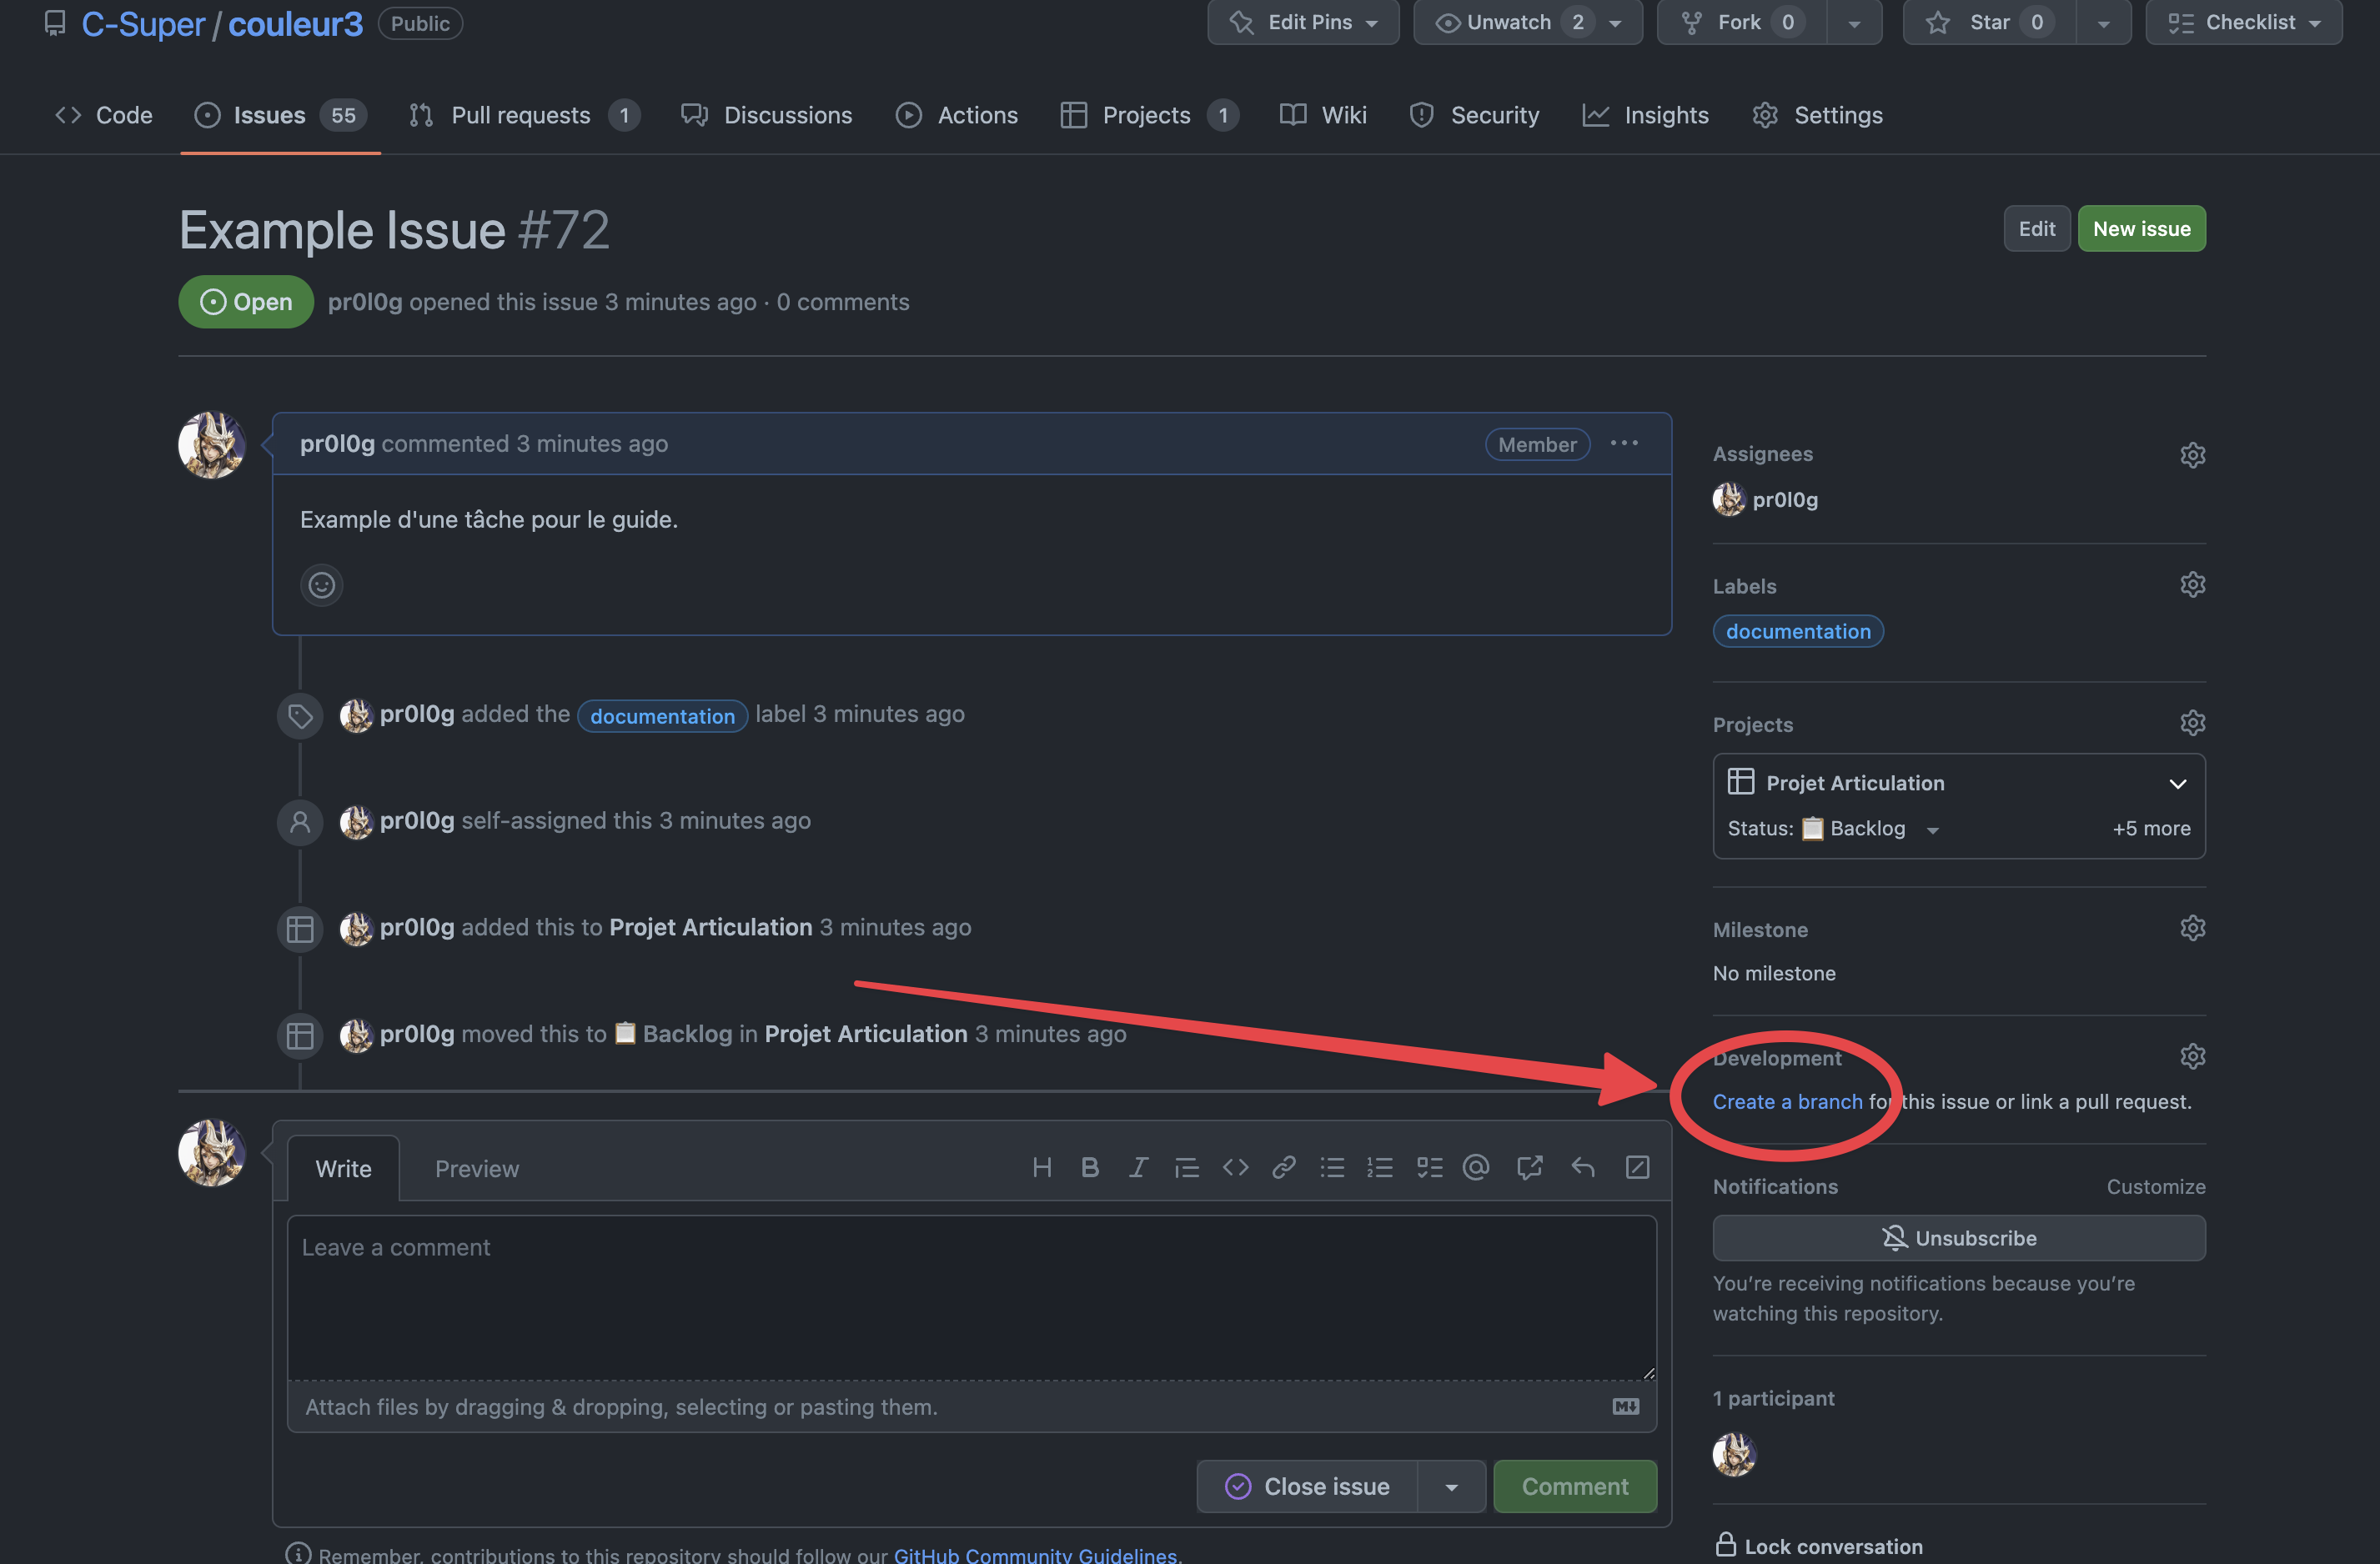 C-Super / couleur3 Public Edit Pins Unwatch 2 Fork 0 Star 0 Checklist
Code Issues 55 Pull requests 1 Discussions Actions Projects 1 Wiki Security Insights Settings
Example Issue #72 Edit New issue
Open pr0l0g opened this issue 3 minutes ago · 0 comments
pr0l0g commented 3 minutes ago Member ...
Example d'une tâche pour le guide.
pr0l0g added the documentation label 3 minutes ago
pr0l0g self-assigned this 3 minutes ago
pr0l0g added this to Projet Articulation 3 minutes ago
pr0l0g moved this to 📋 Backlog in Projet Articulation 3 minutes ago
Write Preview
Leave a comment
Attach files by dragging & dropping, selecting or pasting them.
Close issue Comment
Remember, contributions to this repository should follow our GitHub Community Guidelines.
Assignees
pr0l0g
Labels
documentation
Projects
Projet Articulation
Status: 📋 Backlog +5 more
Milestone
No milestone
Development
Create a branch for this issue or link a pull request.
Notifications Customize
Unsubscribe
You’re receiving notifications because you’re
watching this repository.
1 participant
Lock conversation